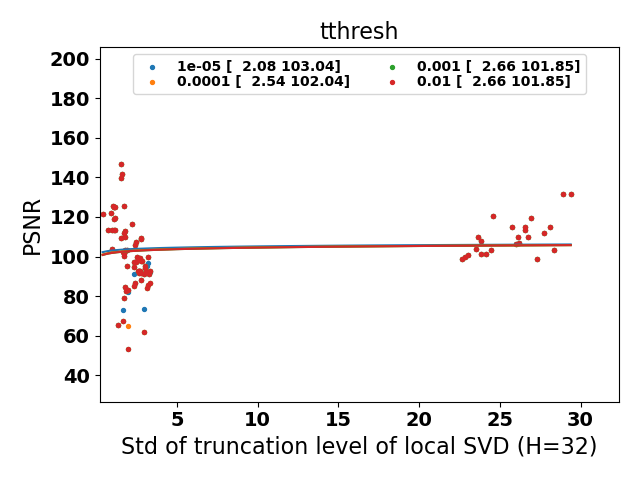 tthresh
1e-05 [  2.08 103.04]
0.0001 [  2.54 102.04]
0.001 [  2.66 101.85]
0.01 [  2.66 101.85]
PSNR
200
180
160
140
120
100
80
60
40
5 10 15 20 25 30
Std of truncation level of local SVD (H=32)